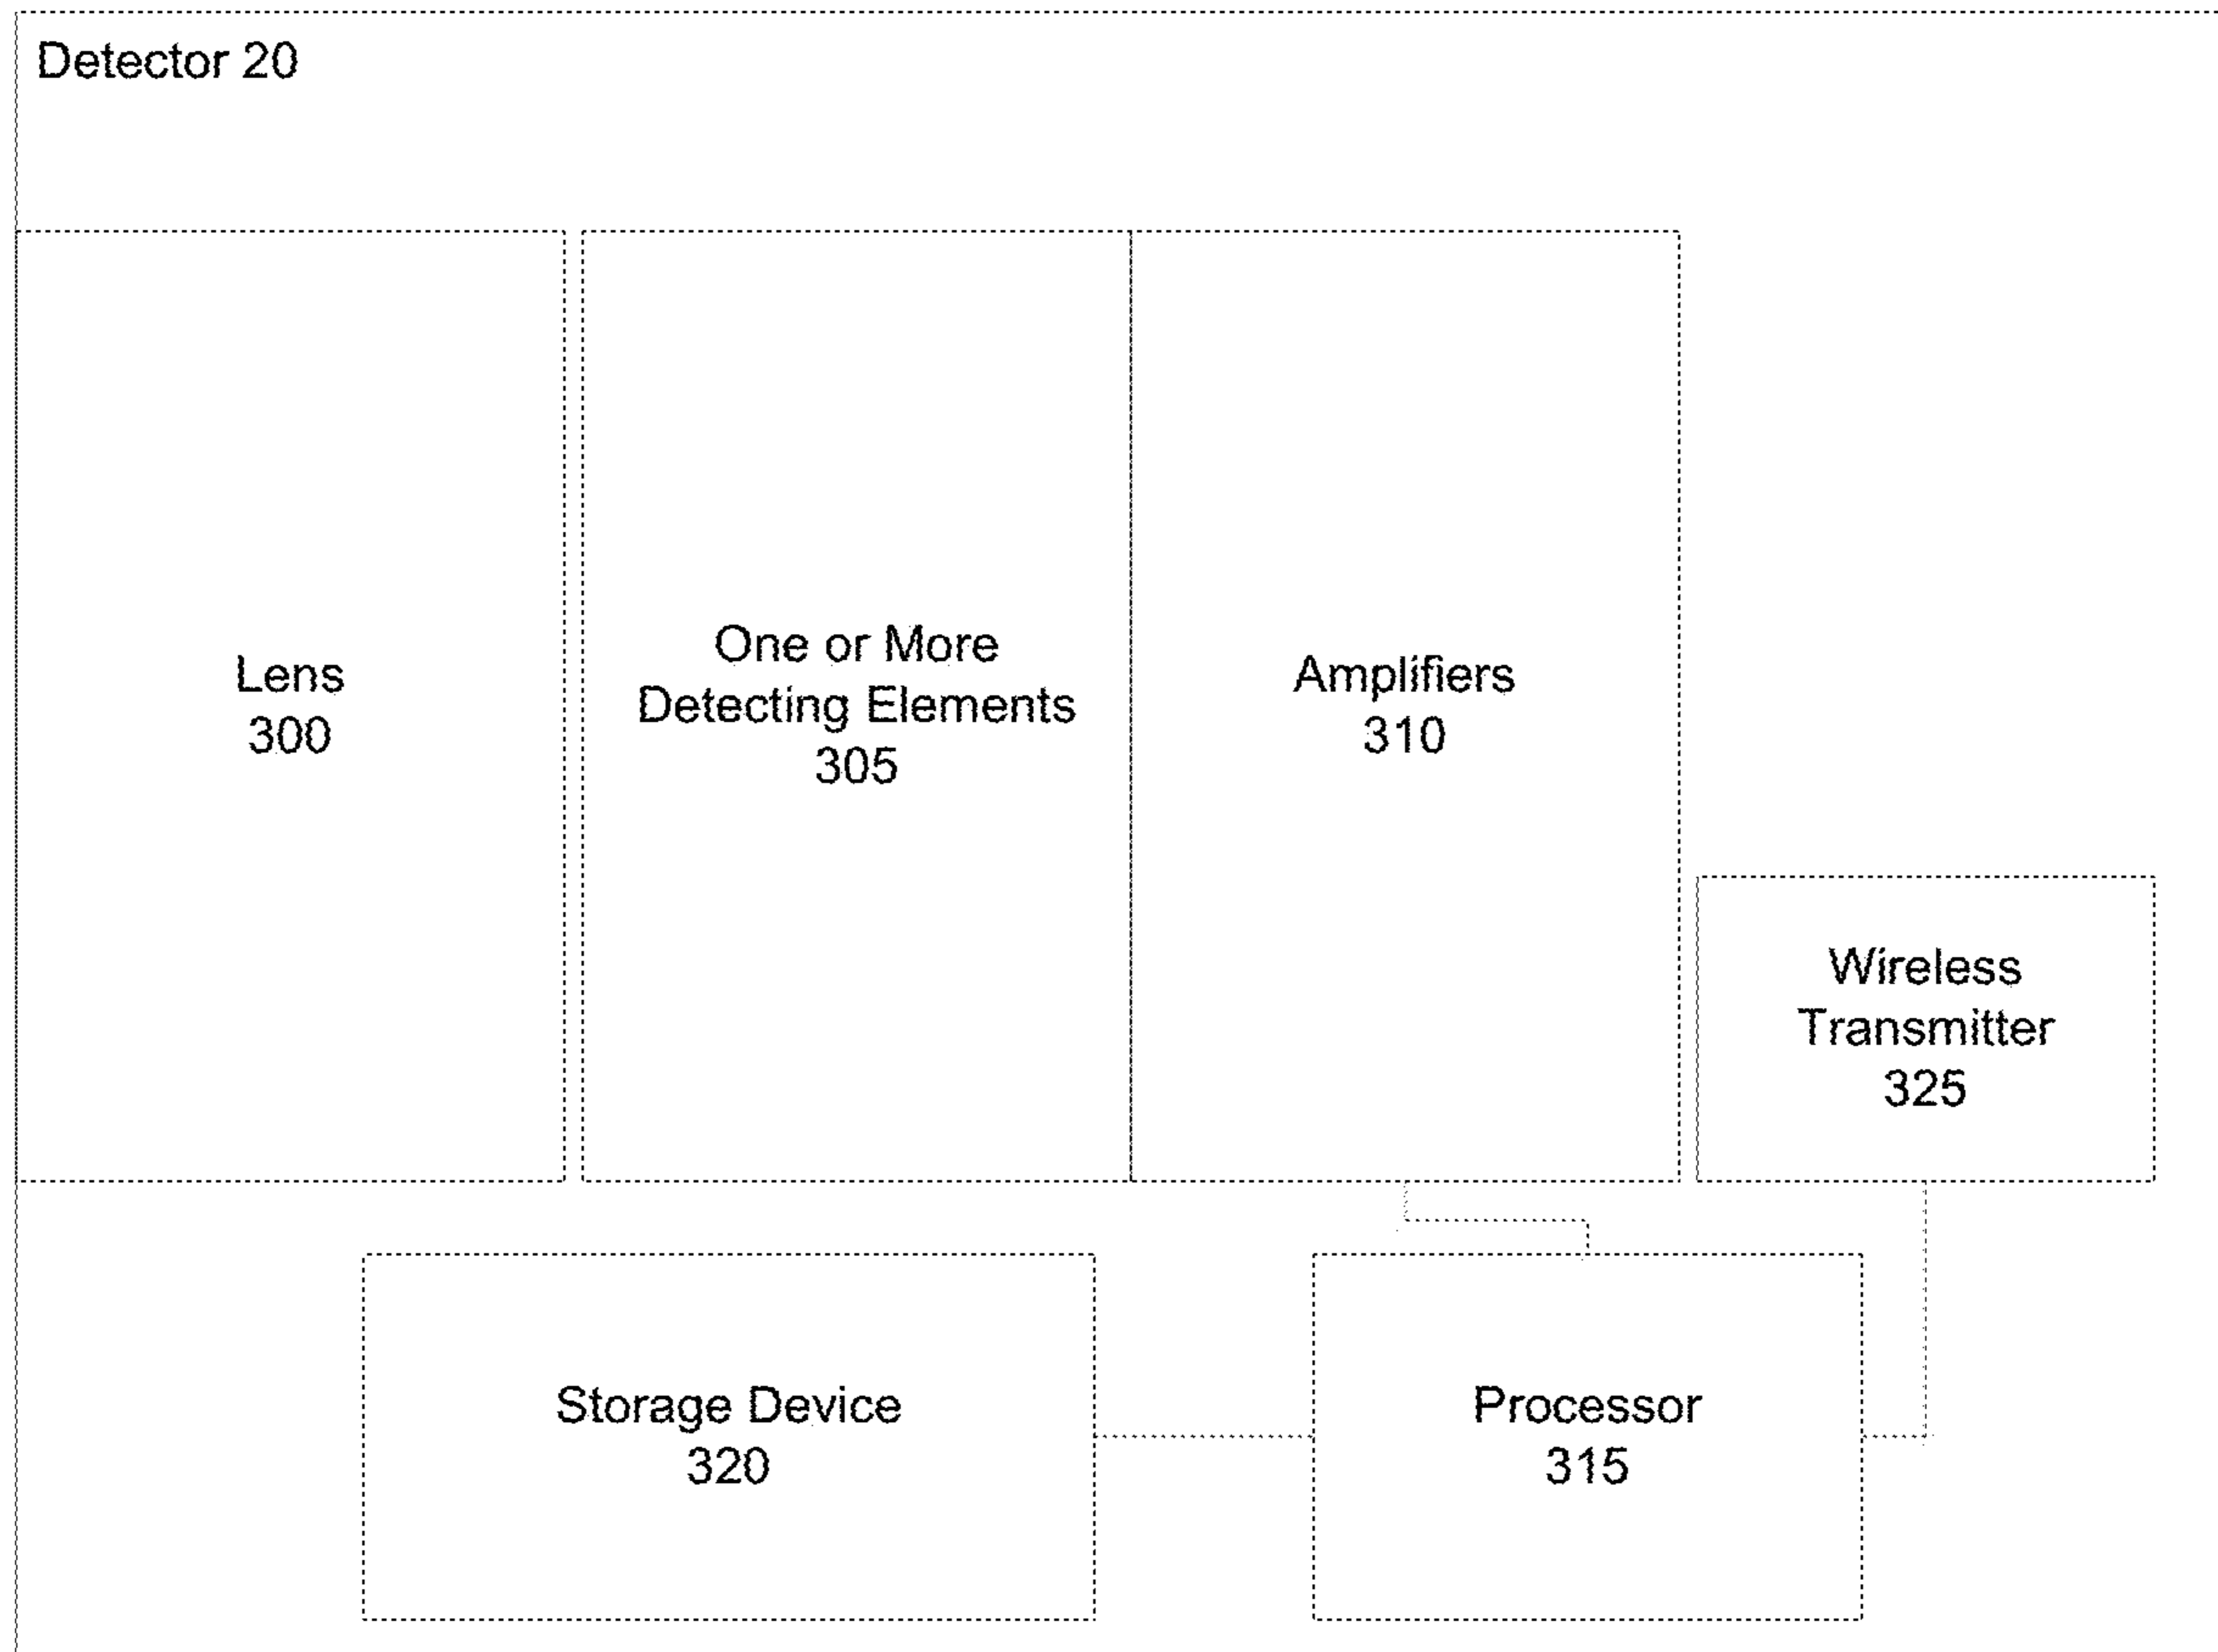 Detector 20
Lens
300
One or More
Detecting Elements
305
Amplifiers
310
Wireless
Transmitter
325
Storage Device
320
Processor
315